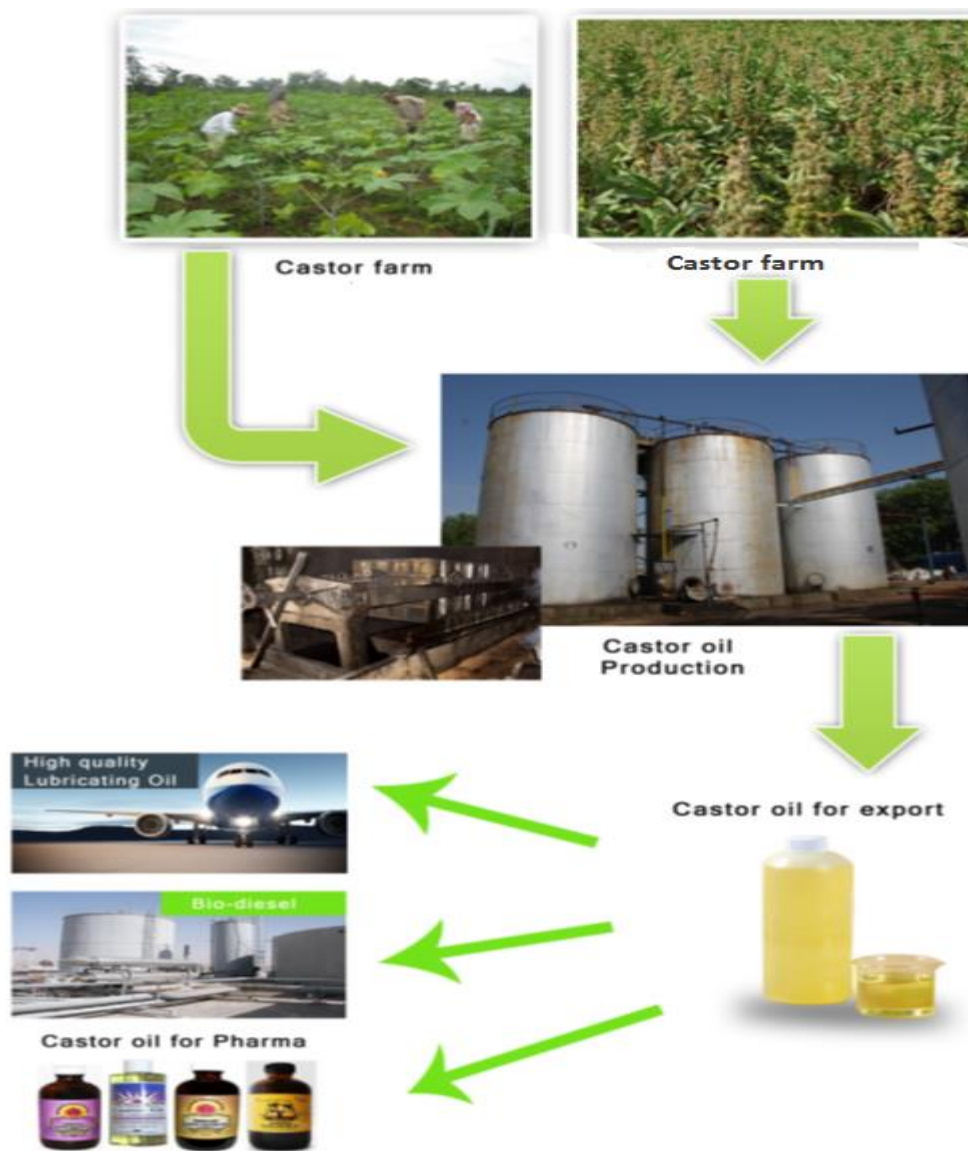 Castor farm
Castor farm
Castor oil
Production
High quality
Lubricating Oil
Castor oil for export
Bio-diesel
Castor oil for Pharma